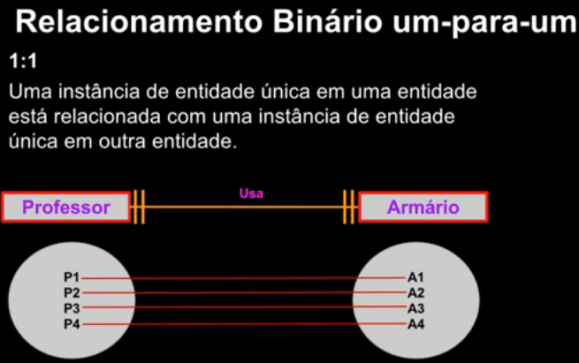 Relacionamento Binário um-para-um
1:1
Uma instância de entidade única em uma entidade
está relacionada com uma instância de entidade
única em outra entidade.
Usa
Professor Armário
P1 A1
P2 A2
P3 A3
P4 A4